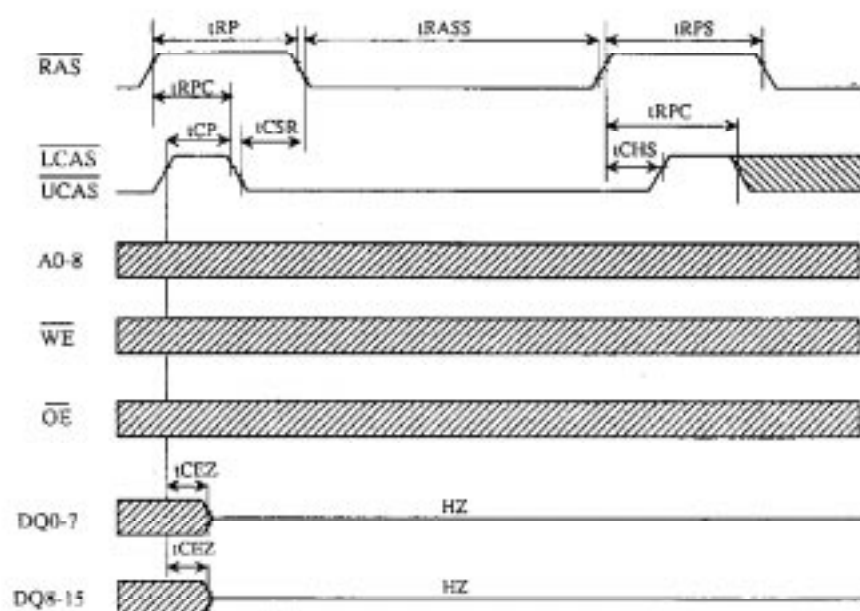 tRP tRASS tRPS
RAS
tRPC tRPC
tCP tCSR tCHS
LCAS
UCAS
A0-8
WE
OE
tCEZ
DQ0-7 HZ
tCEZ
DQ8-15 HZ